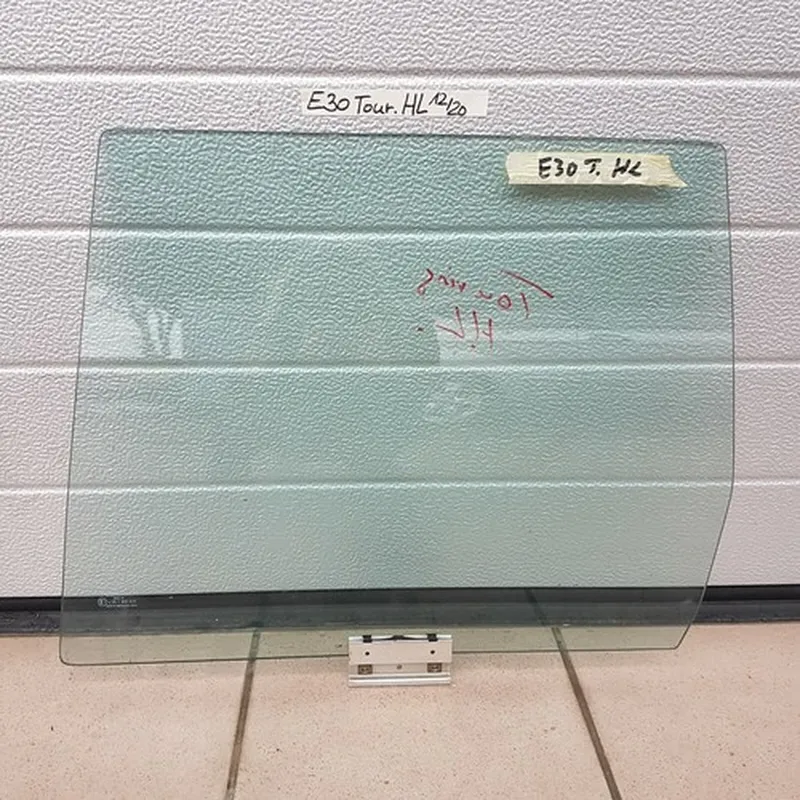 E30 Tour. HL 12/20
E30 T. HL
Touring
HL.